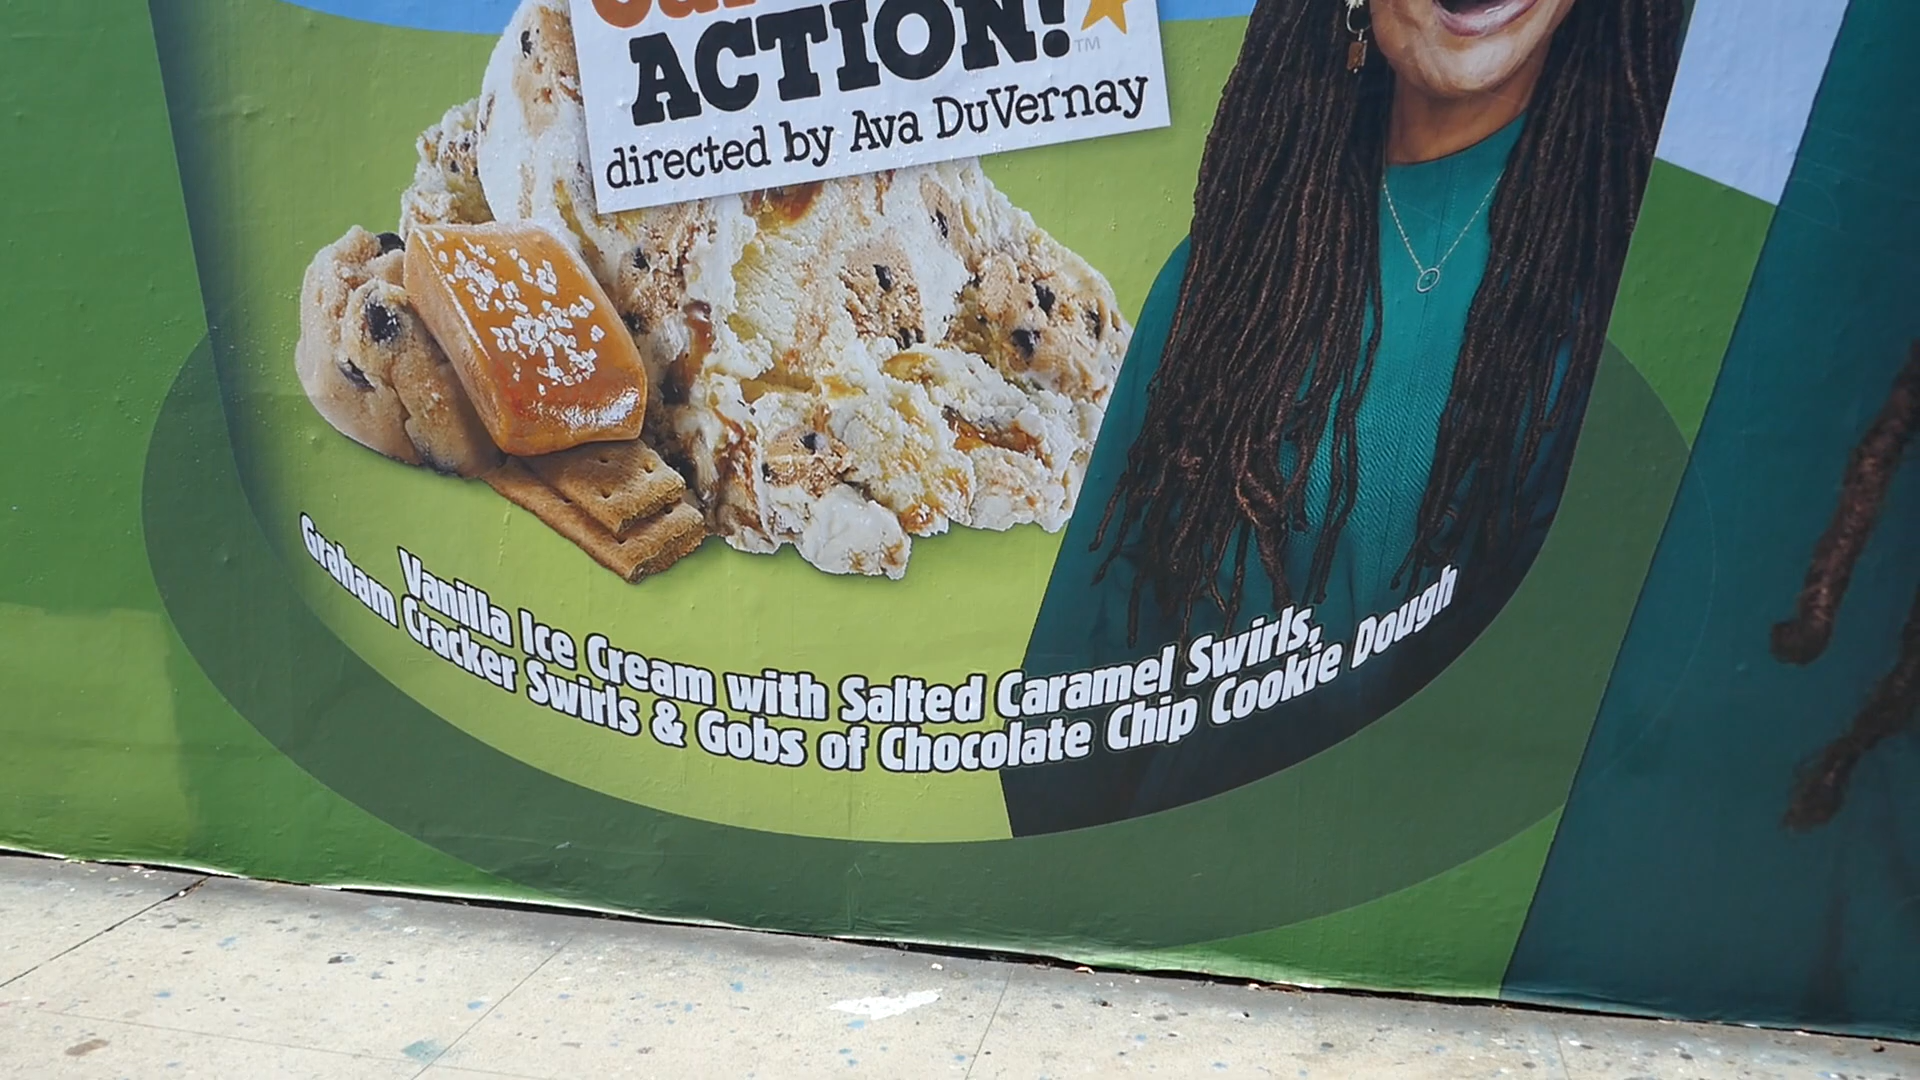 ACTION!™
directed by Ava DuVernay
Vanilla Ice Cream with Salted Caramel Swirls,
Graham Cracker Swirls & Gobs of Chocolate Chip Cookie Dough